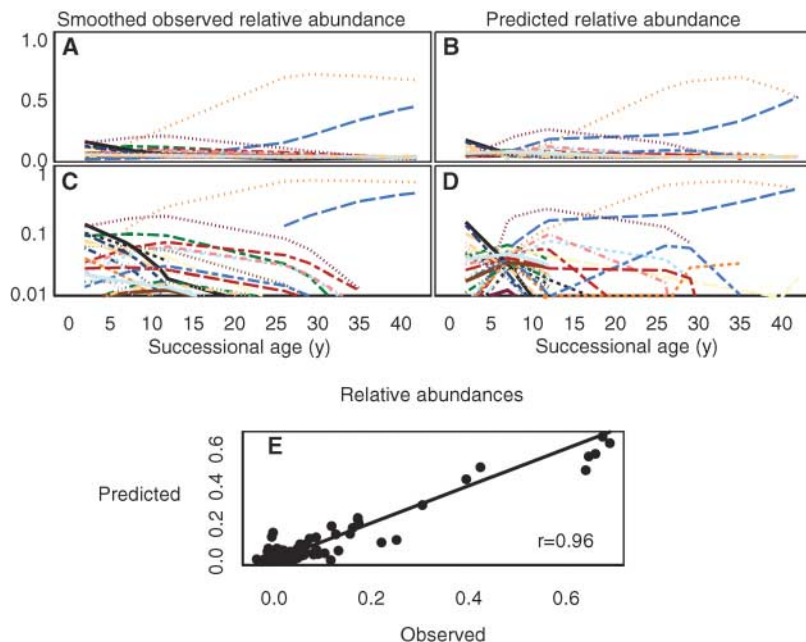 Smoothed observed relative abundance Predicted relative abundance
1.0 A B
0.5
0.0
1 C D
0.1
0.01
0 5 10 15 20 25 30 35 40 0 5 10 15 20 25 30 35 40
Successional age (y) Successional age (y)
Relative abundances
E
0.6
0.4
Predicted
0.2
0.0
r=0.96
0.0 0.2 0.4 0.6
Observed